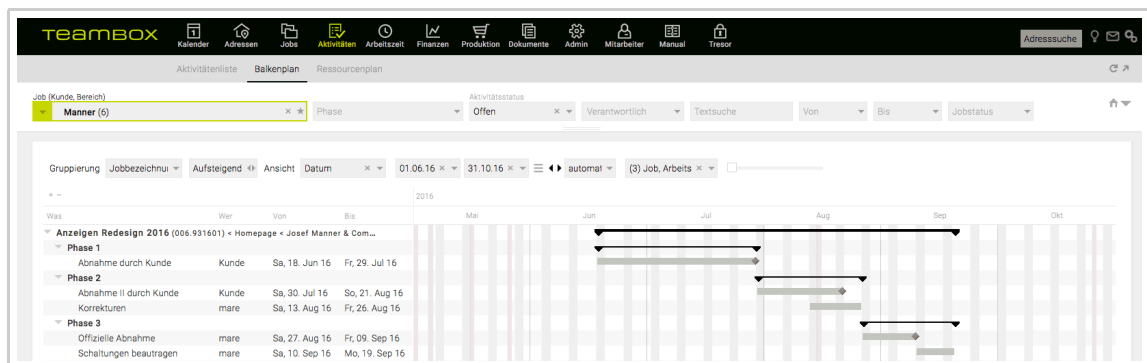 TEAMBOX
Kalender Adressen Jobs Aktivitäten Arbeitszeit Finanzen Produktion Dokumente Admin Mitarbeiter Manual Tresor Adresssuche
Aktivitätenliste Balkenplan Ressourcenplan
Job (Kunde, Bereich) Aktivitätsstatus
Manner (6) Phase Offen Verantwortlich Textsuche Von Bis Jobstatus
Gruppierung Jobbezeichnu Aufsteigend Ansicht Datum 01.06.16 31.10.16 automat (3) Job, Arbeits
2016
Was Wer Von Bis Mai Jun Jul Aug Sep Okt
Anzeigen Redesign 2016 (006.931601) < Homepage < Josef Manner & Com...
Phase 1
Abnahme durch Kunde Kunde Sa, 18. Jun 16 Fr, 29. Jul 16
Phase 2
Abnahme II durch Kunde Kunde Sa, 30. Jul 16 So, 21. Aug 16
Korrekturen mare Sa, 13. Aug 16 Fr, 26. Aug 16
Phase 3
Offizielle Abnahme mare Sa, 27. Aug 16 Fr, 09. Sep 16
Schaltungen beautragen mare Sa, 10. Sep 16 Mo, 19. Sep 16